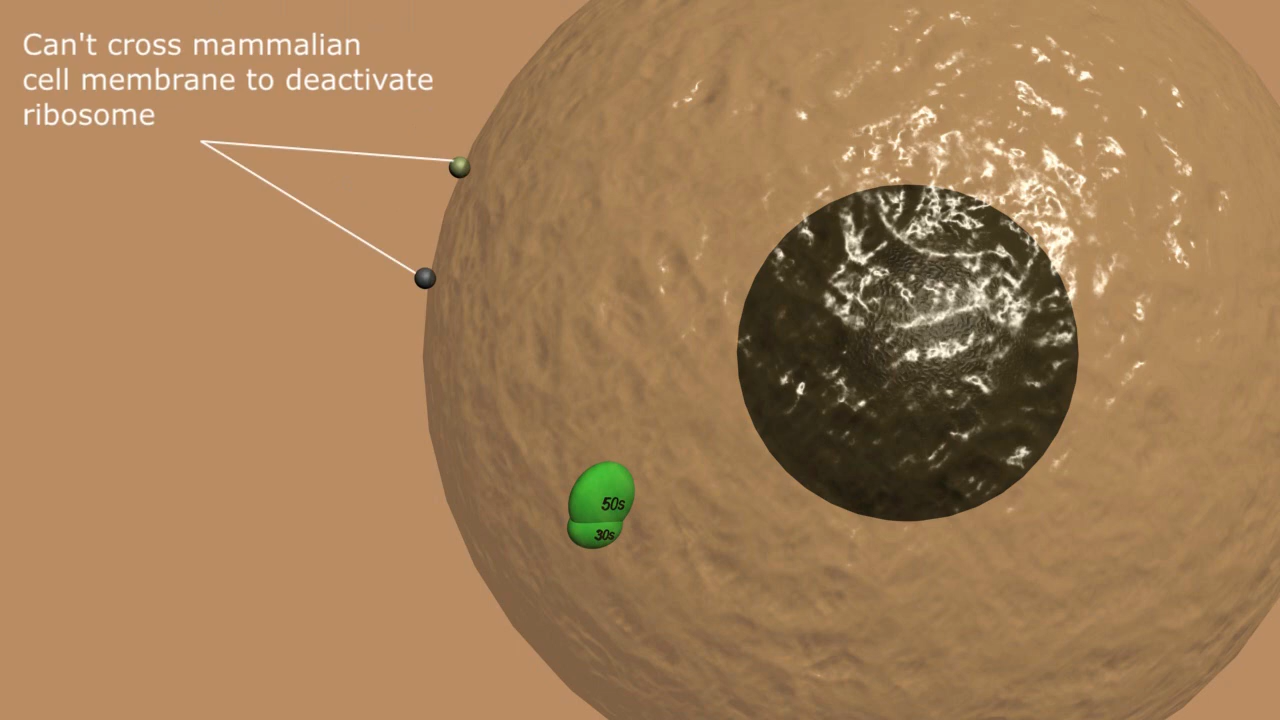 Can't cross mammalian
cell membrane to deactivate
ribosome
50s
30s